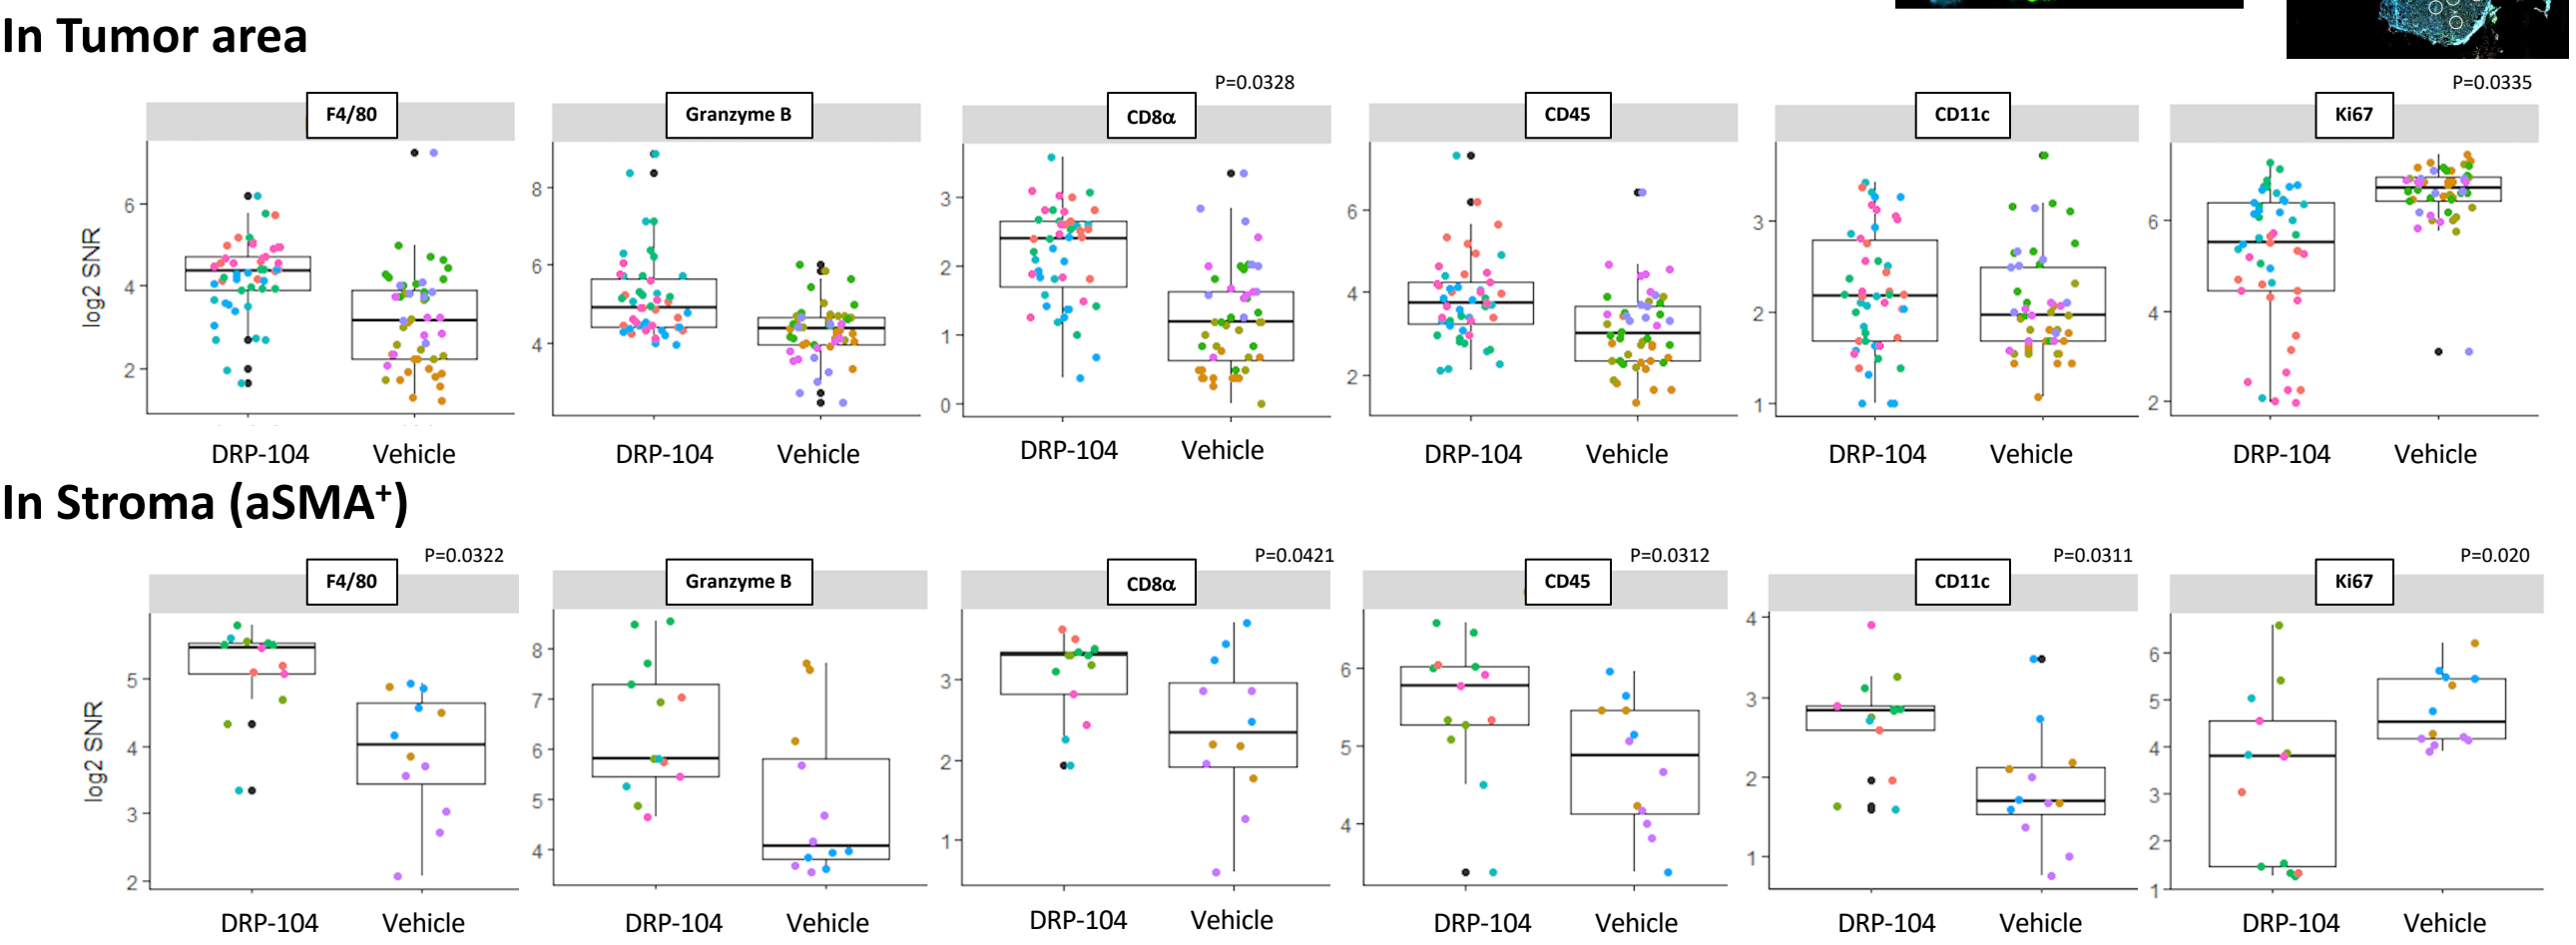 In Tumor area
P=0.0328
P=0.0335
F4/80
Granzyme B
CD8α
CD45
CD11c
Ki67
log2 SNR
6
4
2
8
6
4
3
2
1
0
6
4
2
3
2
1
6
4
2
DRP-104 Vehicle
DRP-104 Vehicle
DRP-104 Vehicle
DRP-104 Vehicle
DRP-104 Vehicle
DRP-104 Vehicle
In Stroma (aSMA⁺)
P=0.0322
P=0.0421
P=0.0312
P=0.0311
P=0.020
F4/80
Granzyme B
CD8α
CD45
CD11c
Ki67
log2 SNR
5
4
3
2
8
7
6
5
4
3
2
1
6
5
4
4
3
2
1
6
5
4
3
2
1
DRP-104 Vehicle
DRP-104 Vehicle
DRP-104 Vehicle
DRP-104 Vehicle
DRP-104 Vehicle
DRP-104 Vehicle